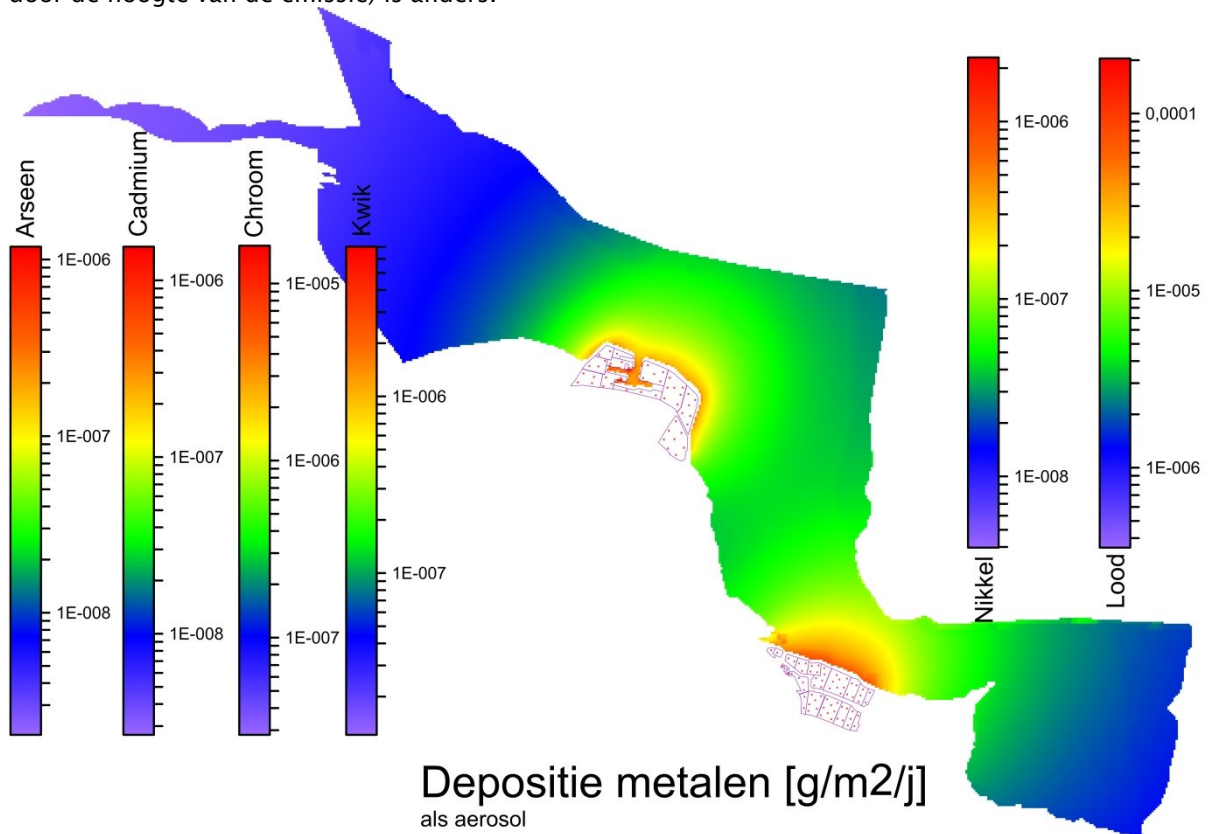 door de hoogte van de emissie) is anders.
Arseen
1E-006
1E-007
1E-008
Cadmium
1E-006
1E-007
1E-008
Chroom
1E-005
1E-006
1E-007
Kwik
1E-006
1E-007
Nikkel
1E-006
1E-007
1E-008
Lood
0,0001
1E-005
1E-006
Depositie metalen [g/m2/j]
als aerosol